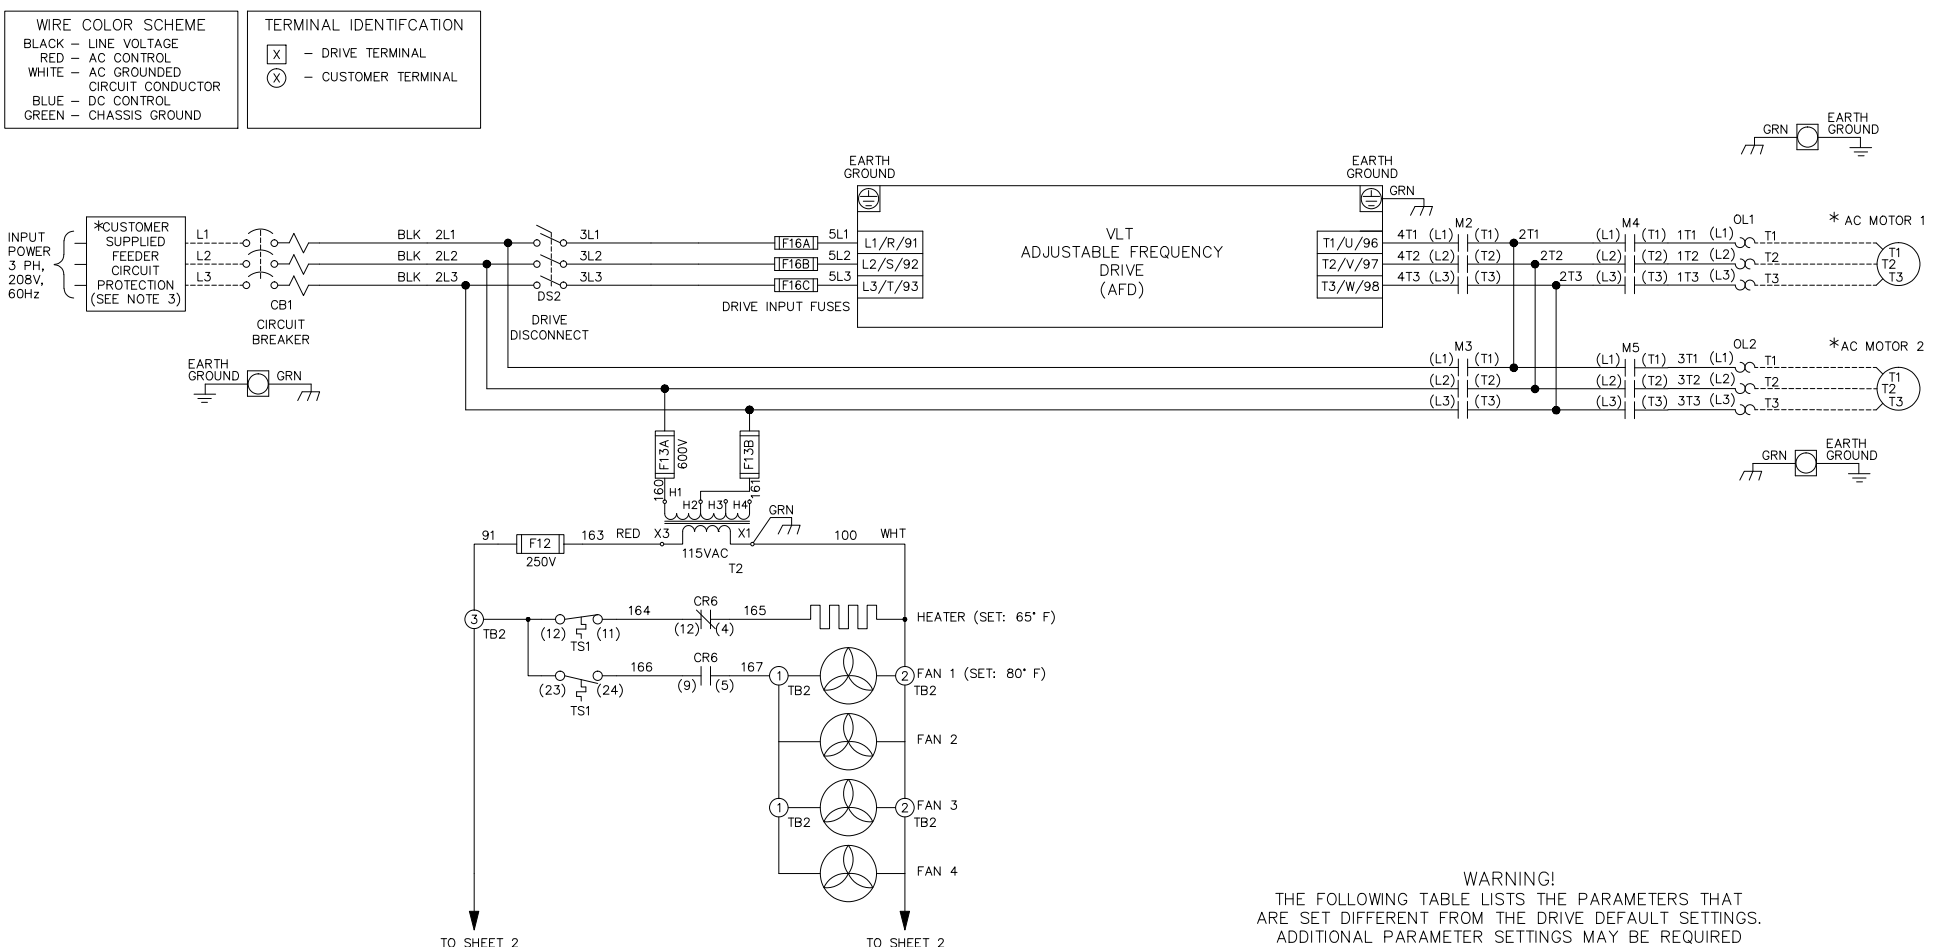 WIRE COLOR SCHEME
BLACK – LINE VOLTAGE
RED – AC CONTROL
WHITE – AC GROUNDED
CIRCUIT CONDUCTOR
BLUE – DC CONTROL
GREEN – CHASSIS GROUND
TERMINAL IDENTIFCATION
X – DRIVE TERMINAL
X – CUSTOMER TERMINAL
GRN
EARTH
GROUND
EARTH
GROUND
EARTH
GROUND
GRN
INPUT
POWER
3 PH,
208V,
60Hz
*CUSTOMER
SUPPLIED
FEEDER
CIRCUIT
PROTECTION
(SEE NOTE 3)
L1
L2
L3
CB1
CIRCUIT
BREAKER
BLK 2L1
BLK 2L2
BLK 2L3
DS2
DRIVE
DISCONNECT
3L1
3L2
3L3
F16A
F16B
F16C
DRIVE INPUT FUSES
5L1
5L2
5L3
L1/R/91
L2/S/92
L3/T/93
VLT
ADJUSTABLE FREQUENCY
DRIVE
(AFD)
T1/U/96
T2/V/97
T3/W/98
4T1 (L1) M2 (T1) 2T1 (L1) M4 (T1) 1T1 (L1) OL1 T1
4T2 (L2) (T2) 2T2 (L2) (T2) 1T2 (L2) T2
4T3 (L3) (T3) 2T3 (L3) (T3) 1T3 (L3) T3
* AC MOTOR 1
T1
T2
T3
EARTH
GROUND GRN
(L1) M3 (T1) (L1) M5 (T1) 3T1 (L1) OL2 T1
(L2) (T2) (L2) (T2) 3T2 (L2) T2
(L3) (T3) (L3) (T3) 3T3 (L3) T3
* AC MOTOR 2
T1
T2
T3
GRN
EARTH
GROUND
F13A
600V
F13B
160
161
H1
H2 H3 H4
GRN
91
F12
250V
163 RED X3
X1 100 WHT
115VAC
T2
3
TB2
(12) (11)
TS1
164
CR6
(12) (4)
165
HEATER (SET: 65° F)
(23) (24)
TS1
166
CR6
(9) (5)
167
1
TB2
2
TB2
FAN 1 (SET: 80° F)
FAN 2
1
TB2
2
TB2
FAN 3
FAN 4
TO SHEET 2
TO SHEET 2
WARNING!
THE FOLLOWING TABLE LISTS THE PARAMETERS THAT
ARE SET DIFFERENT FROM THE DRIVE DEFAULT SETTINGS.
ADDITIONAL PARAMETER SETTINGS MAY BE REQUIRED